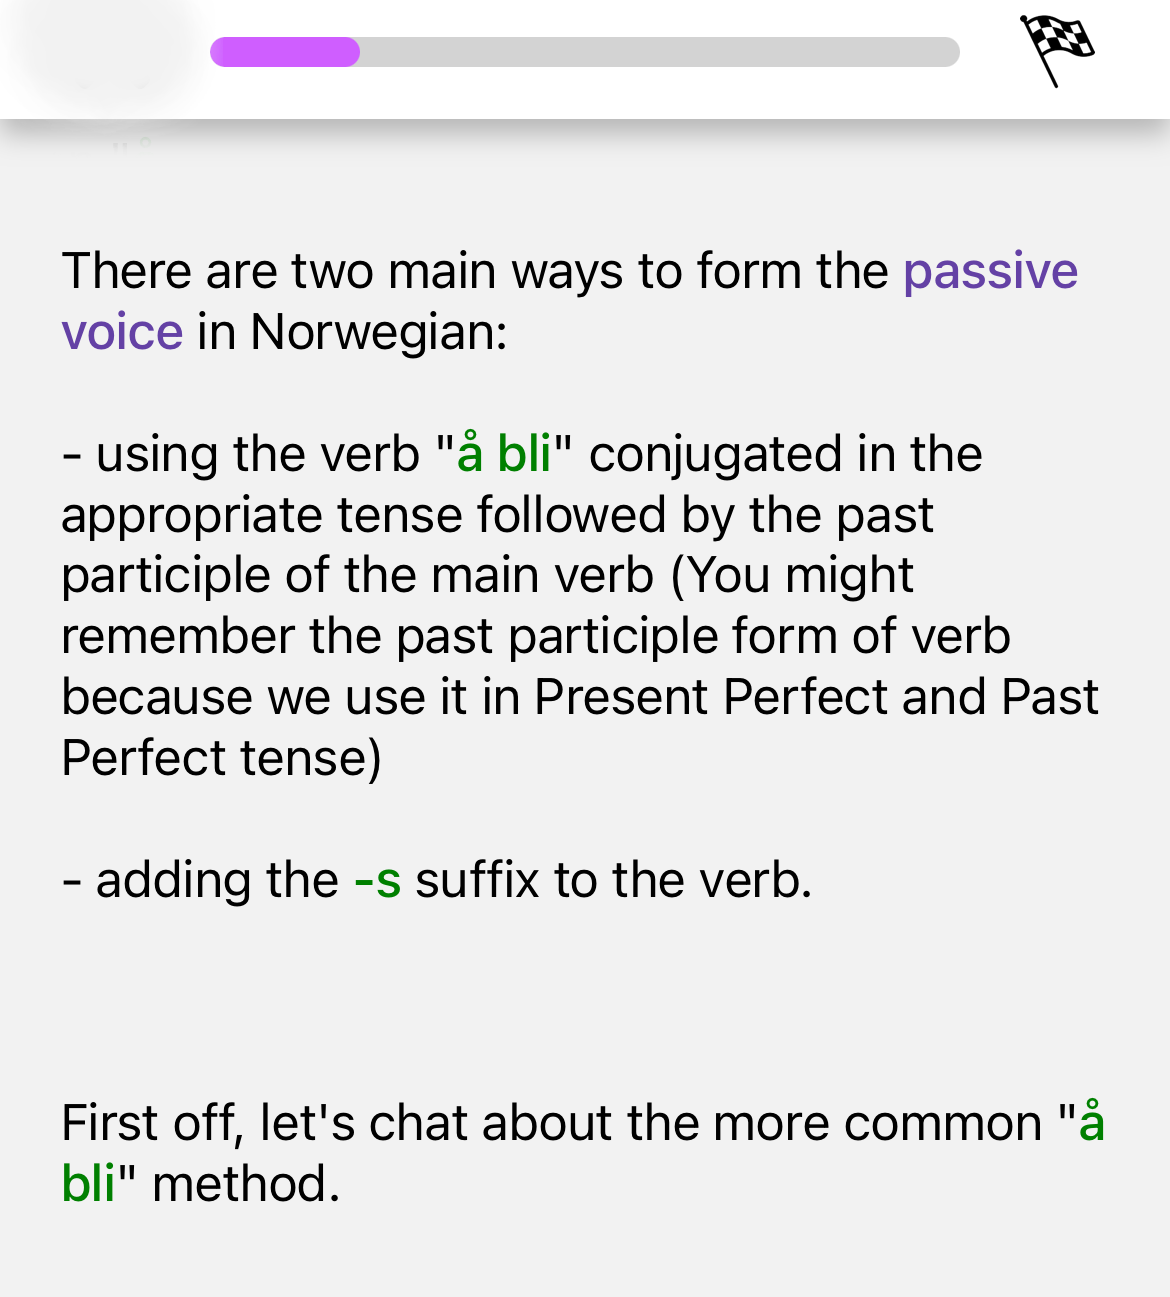 There are two main ways to form the passive
voice in Norwegian:
- using the verb "å bli" conjugated in the
appropriate tense followed by the past
participle of the main verb (You might
remember the past participle form of verb
because we use it in Present Perfect and Past
Perfect tense)
- adding the -s suffix to the verb.
First off, let's chat about the more common "å
bli" method.